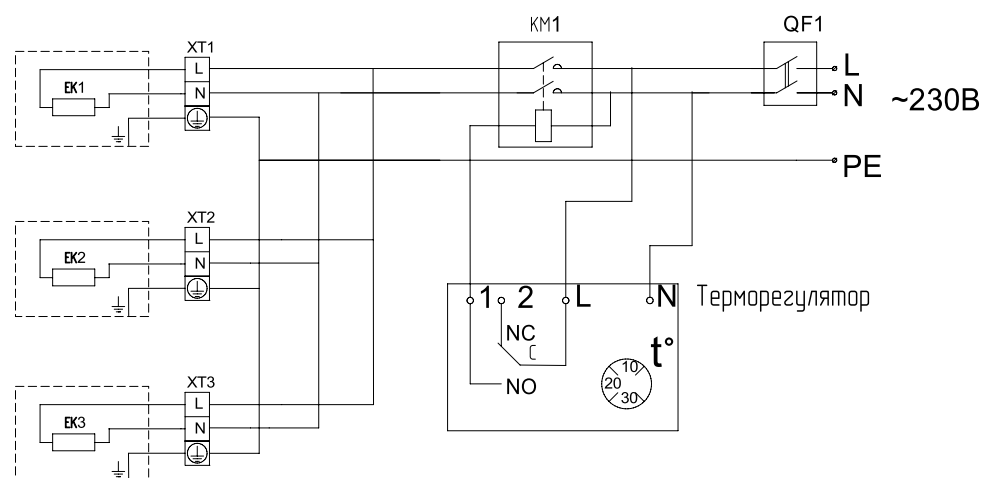 KM1
QF1
XT1
L
EK1
N
L
N
~230В
PE
XT2
L
EK2
N
1
2
L
N
Терморегулятор
NC
C
t°
NO
10
20
30
XT3
L
EK3
N